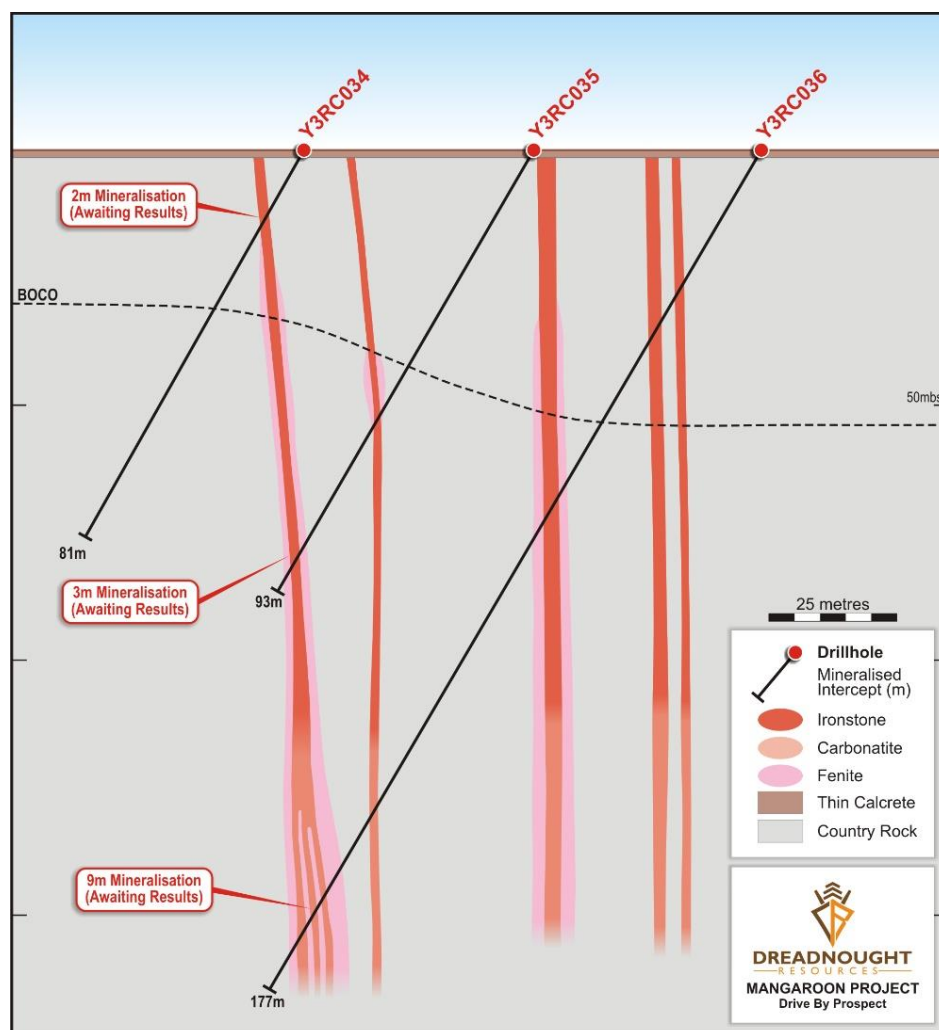 Y3RC034
Y3RC035
Y3RC036
2m Mineralisation
(Awaiting Results)
BOCO
50mbs
81m
3m Mineralisation
(Awaiting Results)
93m
25 metres
Drillhole
Mineralised
Intercept (m)
Ironstone
Carbonatite
Fenite
Thin Calcrete
Country Rock
9m Mineralisation
(Awaiting Results)
177m
DREADNOUGHT
RESOURCES
MANGAROON PROJECT
Drive By Prospect